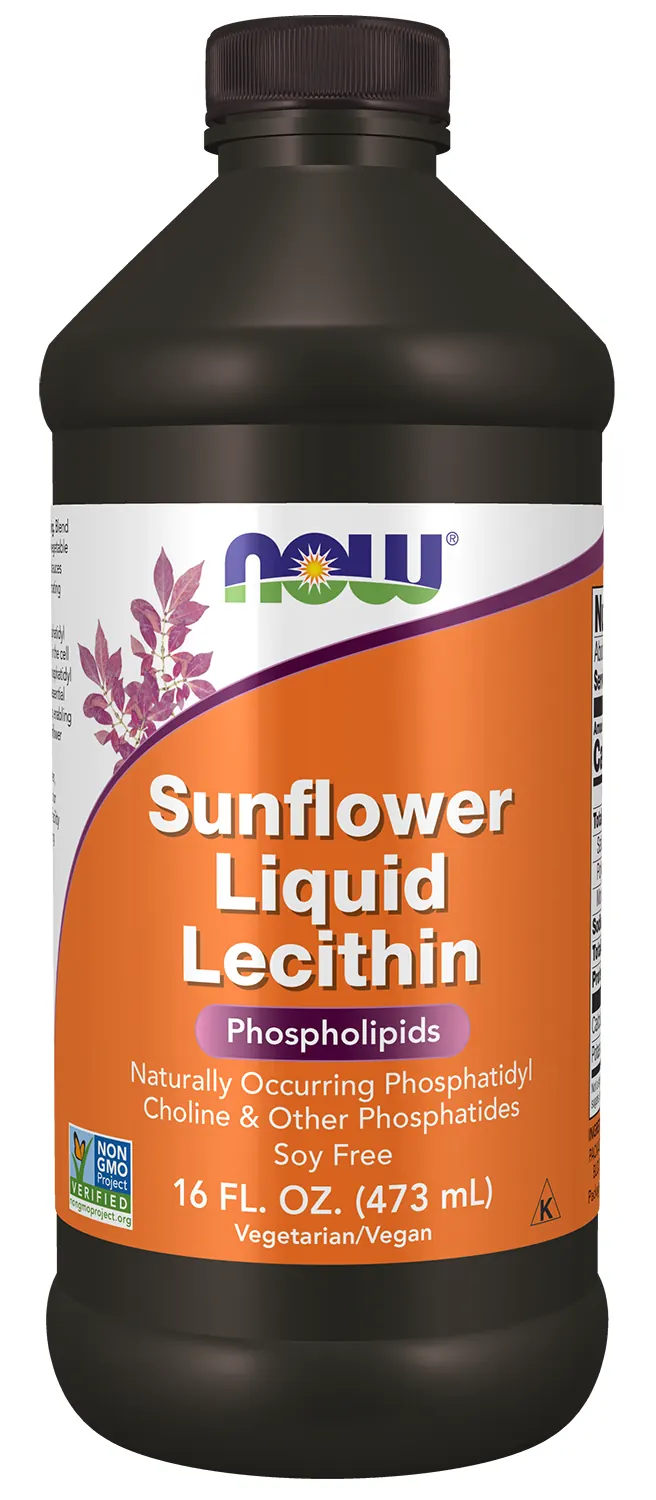 now®
Sunflower
Liquid
Lecithin
Phospholipids
Naturally Occurring Phosphatidyl
Choline & Other Phosphatides
Soy Free
16 FL. OZ. (473 mL)
Vegetarian/Vegan
NON
GMO
Project
VERIFIED
nongmoproject.org
K
Blend